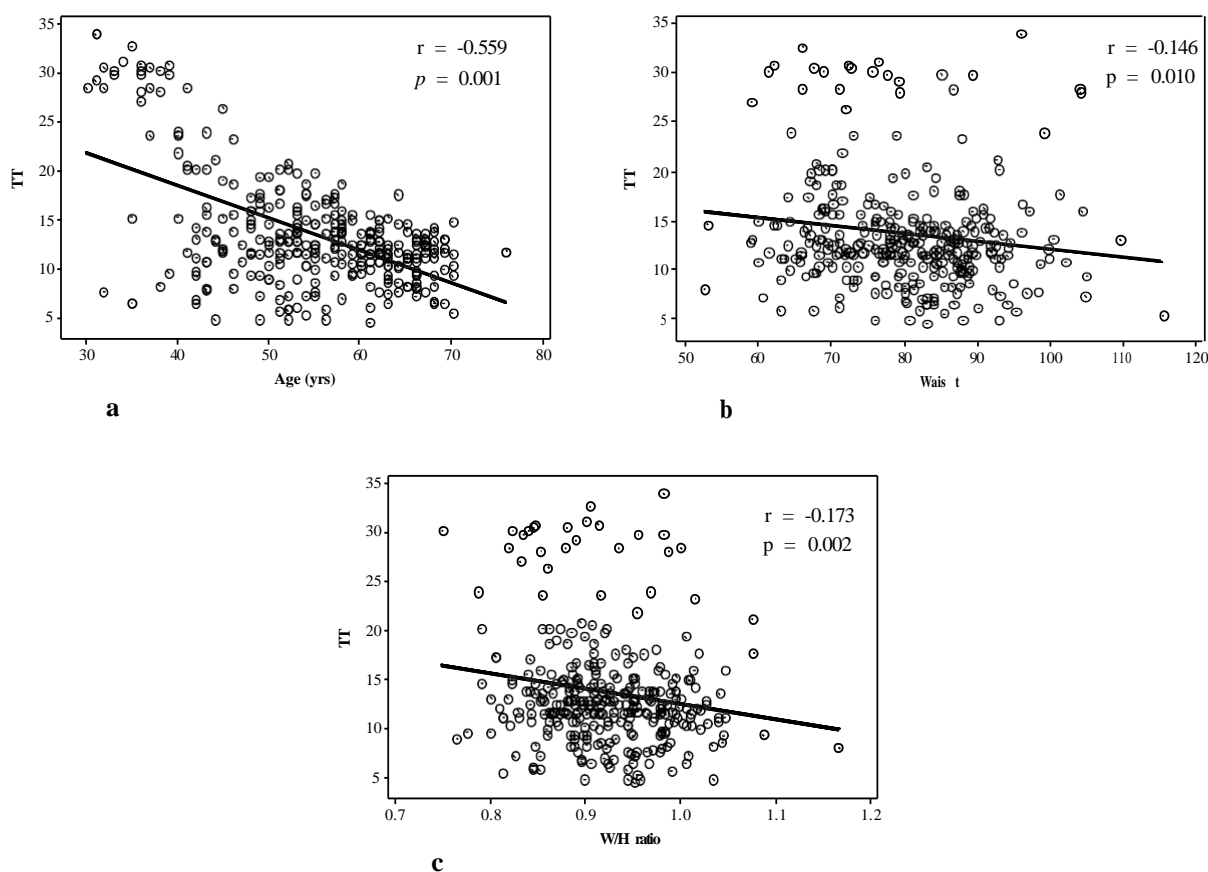 35
30
25
20
15
10
5
TT
r = -0.559
p = 0.001
30 40 50 60 70 80
Age (yrs)
a
35
30
25
20
15
10
5
TT
r = -0.146
p = 0.010
50 60 70 80 90 100 110 120
Wais t
b
35
30
25
20
15
10
5
TT
r = -0.173
p = 0.002
0.7 0.8 0.9 1.0 1.1 1.2
W/H ratio
c